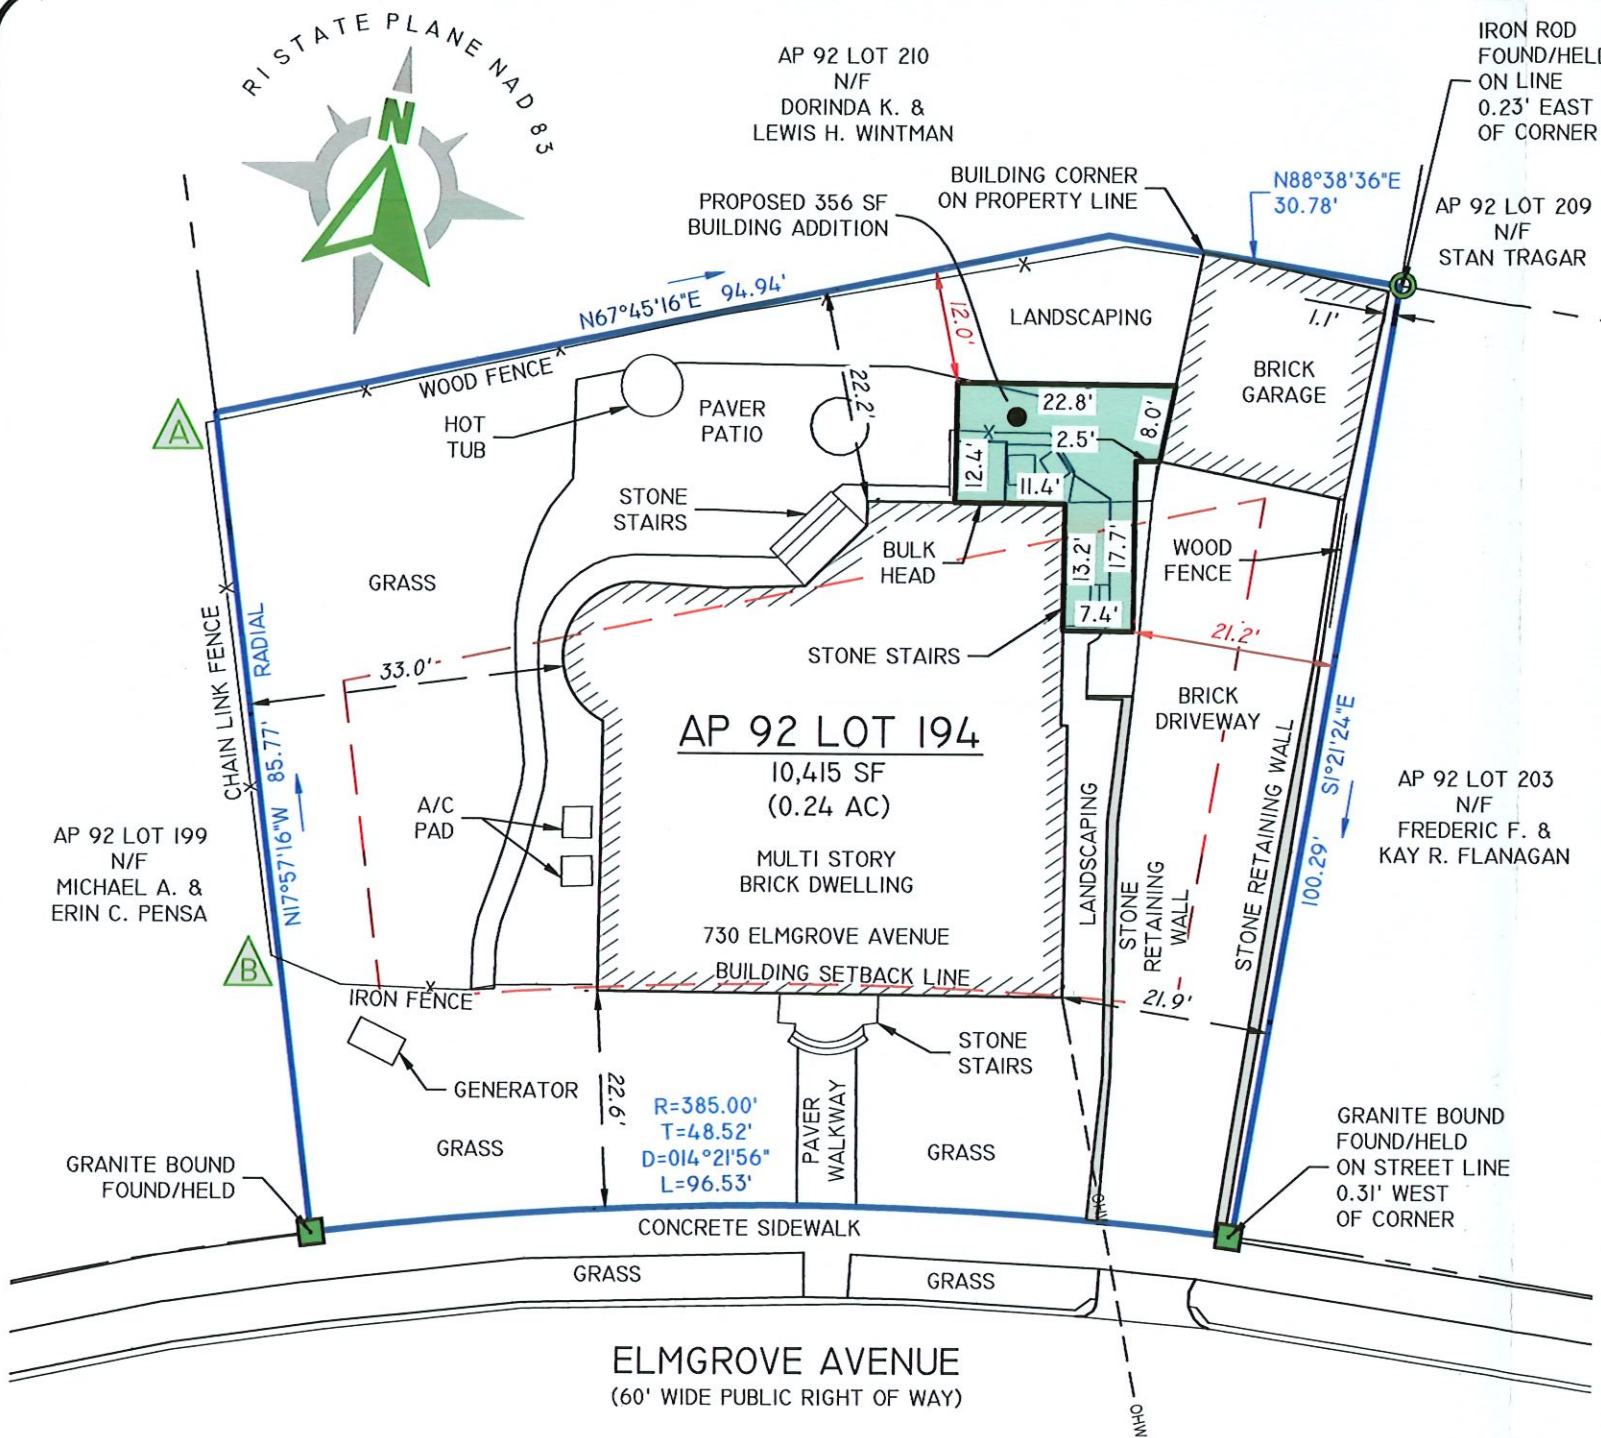 RI STATE PLANE NAD 83
N
AP 92 LOT 210
N/F
DORINDA K. &
LEWIS H. WINTMAN
IRON ROD
FOUND/HELD
ON LINE
0.23' EAST
OF CORNER
BUILDING CORNER
ON PROPERTY LINE
N88°38'36"E
30.78'
PROPOSED 356 SF
BUILDING ADDITION
AP 92 LOT 209
N/F
STAN TRAGAR
N67°45'16"E 94.94'
12.0'
LANDSCAPING
1.1'
WOOD FENCE
22.2'
BRICK
GARAGE
HOT
TUB
PAVER
PATIO
22.8'
8.0'
A
2.5'
12.4'
11.4'
STONE
STAIRS
BULK
HEAD
13.2'
17.7'
WOOD
FENCE
GRASS
7.4'
21.2'
CHAIN LINK FENCE
RADIAL
N17°57'16"W 85.77'
33.0'
STONE STAIRS
BRICK
DRIVEWAY
AP 92 LOT 194
10,415 SF
(0.24 AC)
S1°21'24"E
100.29'
A/C
PAD
AP 92 LOT 203
N/F
FREDERIC F. &
KAY R. FLANAGAN
AP 92 LOT 199
N/F
MICHAEL A. &
ERIN C. PENSA
MULTI STORY
BRICK DWELLING
LANDSCAPING
STONE
RETAINING
WALL
STONE RETAINING WALL
730 ELMGROVE AVENUE
BUILDING SETBACK LINE
B
IRON FENCE
21.9'
GENERATOR
22.6'
STONE
STAIRS
R=385.00'
T=48.52'
D=014°21'56"
L=96.53'
PAVER
WALKWAY
GRASS
GRASS
GRANITE BOUND
FOUND/HELD
GRANITE BOUND
FOUND/HELD
ON STREET LINE
0.31' WEST
OF CORNER
OHW
CONCRETE SIDEWALK
GRASS
GRASS
ELMGROVE AVENUE
(60' WIDE PUBLIC RIGHT OF WAY)
OHW